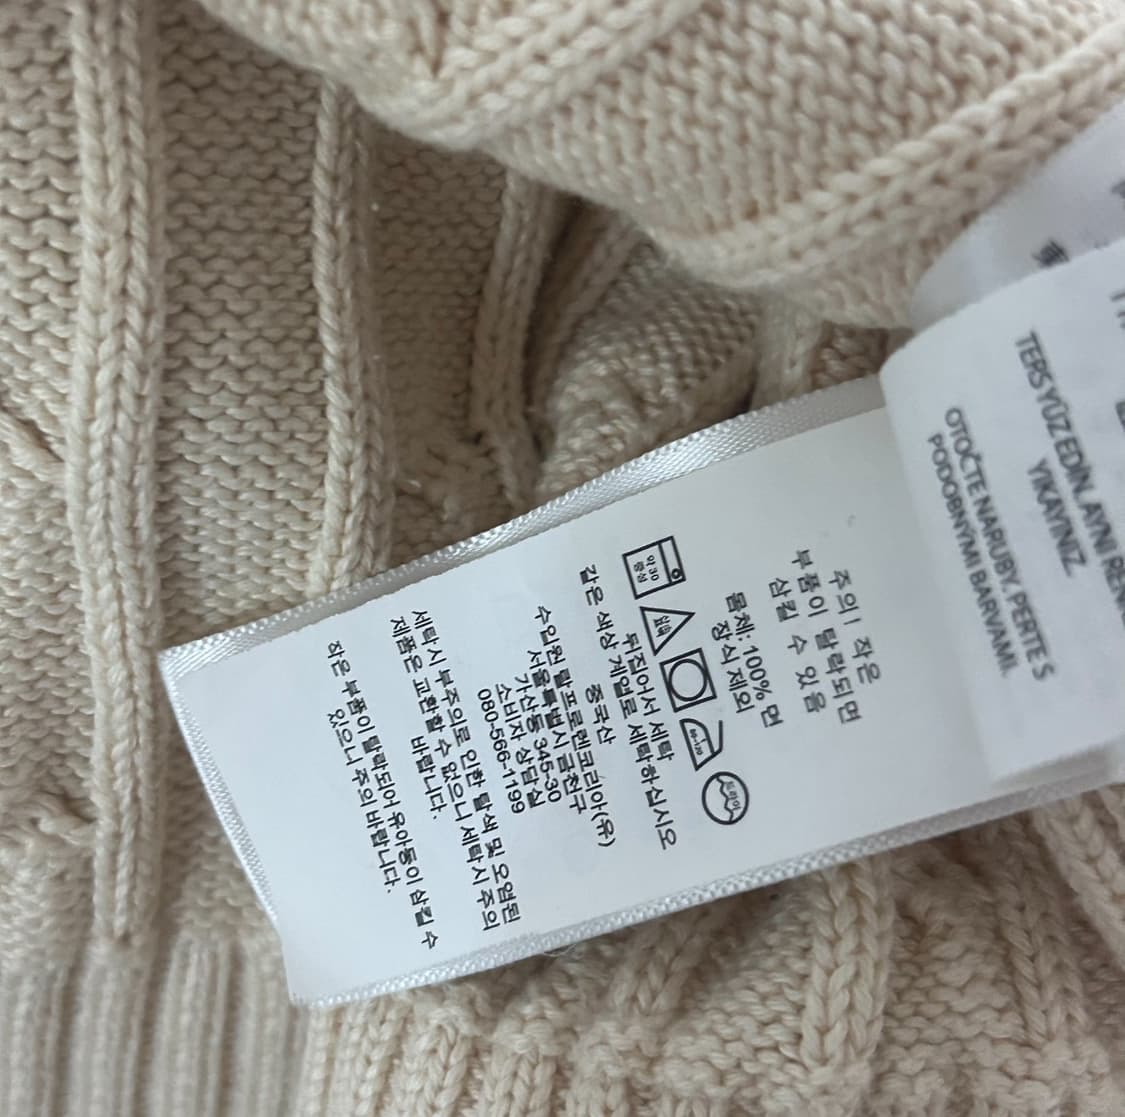 주의! 작은
부품이 탈락되면
삼킬 수 있음
몸체: 100% 면
장식 제외
약 30
중성
드라이
뒤집어서 세탁
같은 색상 계열로 세탁하십시오
중국산
수입원 랄프로렌코리아(유)
서울특별시 금천구
가산동 345-30
소비자 상담실
080-566-1199
세탁시 부주의로 인한 탈색 및 오염된
제품은 교환할 수 없으니 세탁시 주의
바랍니다.
작은 부품이 탈락되어 유아동이 삼킬 수
있으니 주의 바랍니다.
TERS YÜZ EDİN, AYNI
YIKAYINIZ
OTOČTE NARUBY. PERTE S
PODOBNÝMI BARVAMI.